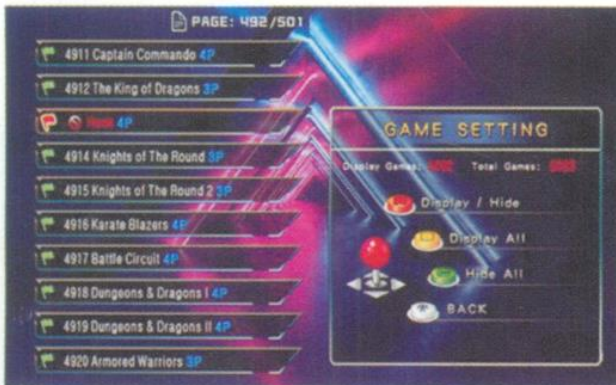 PAGE: 492/501
4911 Captain Commando 4P
4912 The King of Dragons 3P
4P
4914 Knights of The Round 3P
4915 Knights of The Round 2 3P
4916 Karate Blazers 4P
4917 Battle Circuit 4P
4918 Dungeons & Dragons I 4P
4919 Dungeons & Dragons II 4P
4920 Armored Warriors 3P
GAME SETTING
Display Games: Total Games:
Display / Hide
Display All
Hide All
BACK